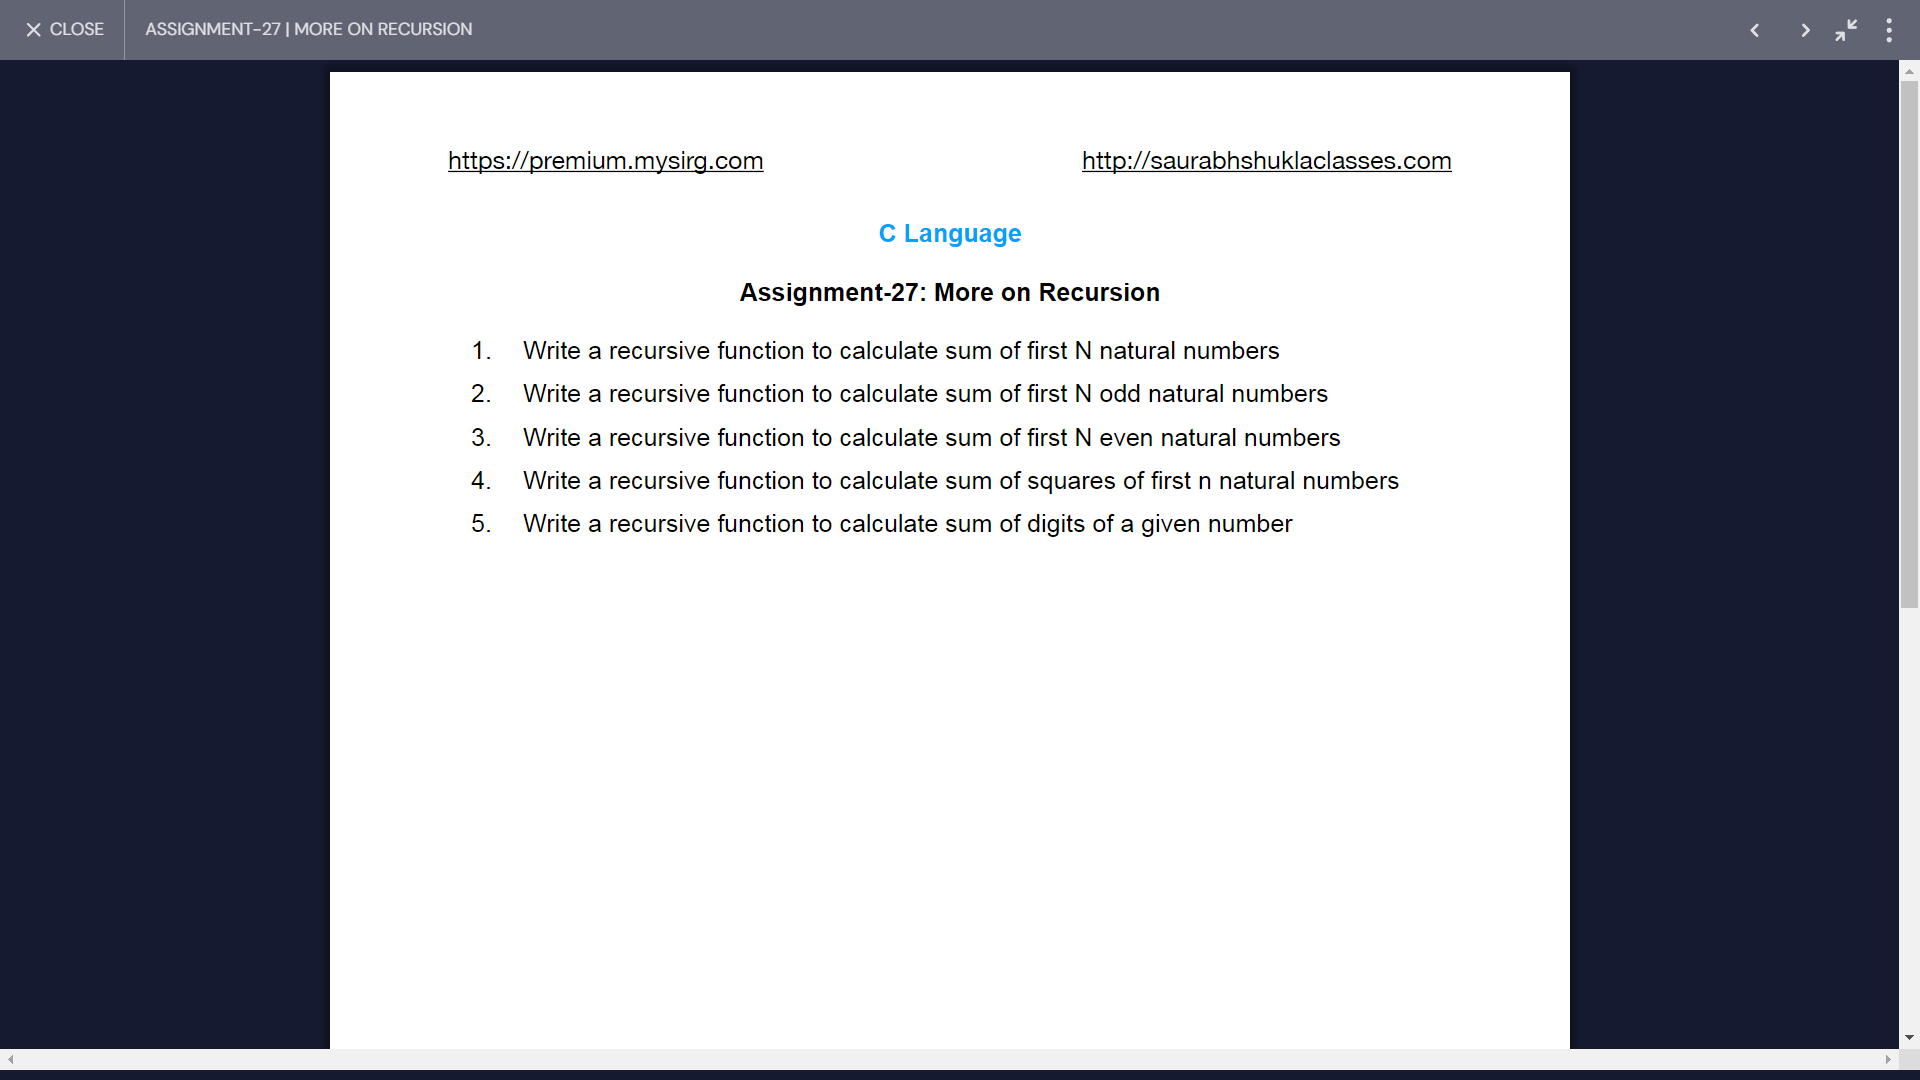 CLOSE
ASSIGNMENT-27 | MORE ON RECURSION
https://premium.mysirg.com
http://saurabhshuklaclasses.com
C Language
Assignment-27: More on Recursion
1. Write a recursive function to calculate sum of first N natural numbers
2. Write a recursive function to calculate sum of first N odd natural numbers
3. Write a recursive function to calculate sum of first N even natural numbers
4. Write a recursive function to calculate sum of squares of first n natural numbers
5. Write a recursive function to calculate sum of digits of a given number